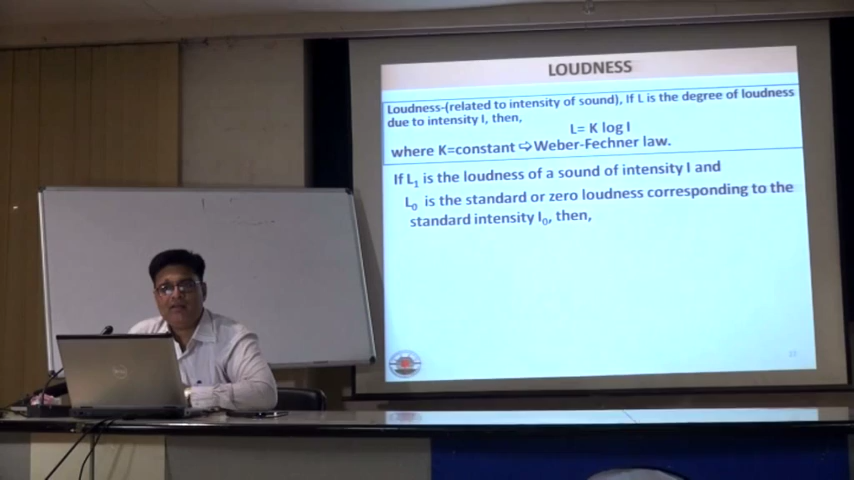 LOUDNESS
Loudness-(related to intensity of sound), If L is the degree of loudness
due to intensity I, then,
L= K log I
where K=constant ⇨Weber-Fechner law.
If L₁ is the loudness of a sound of intensity I and
L₀ is the standard or zero loudness corresponding to the
standard intensity I₀, then,
DELL